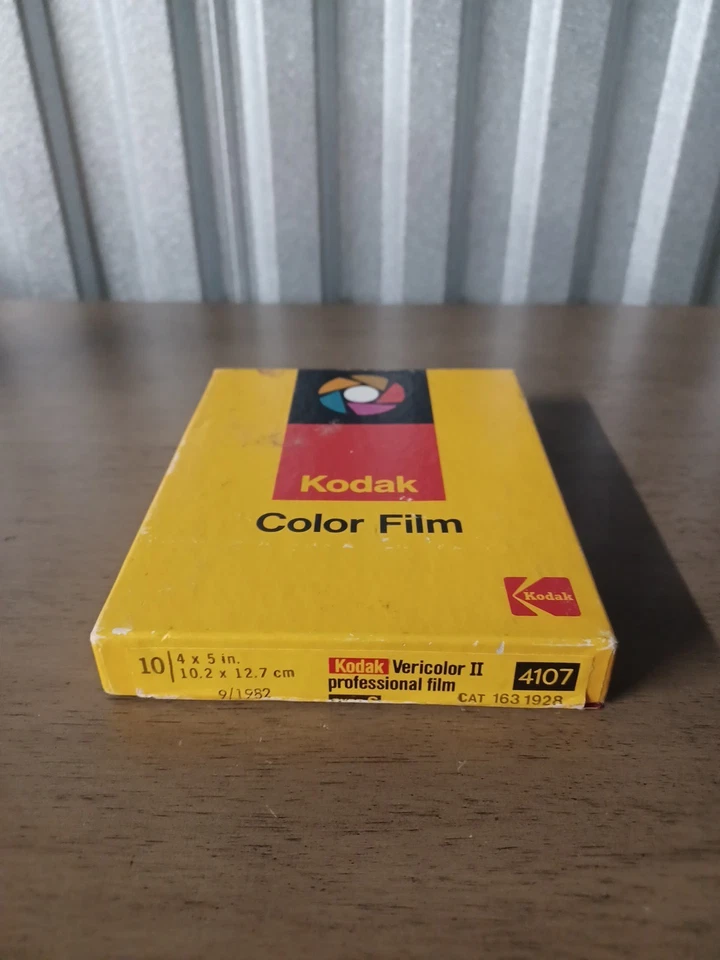 Kodak
Color Film
Kodak
10 4 x 5 in.
10.2 x 12.7 cm
9/1982
Kodak Vericolor II
professional film
4107
CAT 163 1928